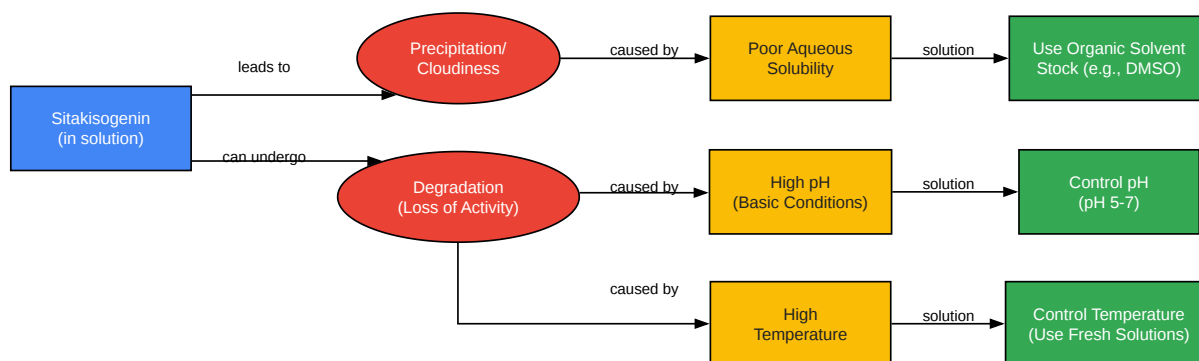 Sitakisogenin
(in solution)
leads to
can undergo
Precipitation/
Cloudiness
caused by
Poor Aqueous
Solubility
solution
Use Organic Solvent
Stock (e.g., DMSO)
Degradation
(Loss of Activity)
caused by
High pH
(Basic Conditions)
solution
Control pH
(pH 5-7)
caused by
High
Temperature
solution
Control Temperature
(Use Fresh Solutions)